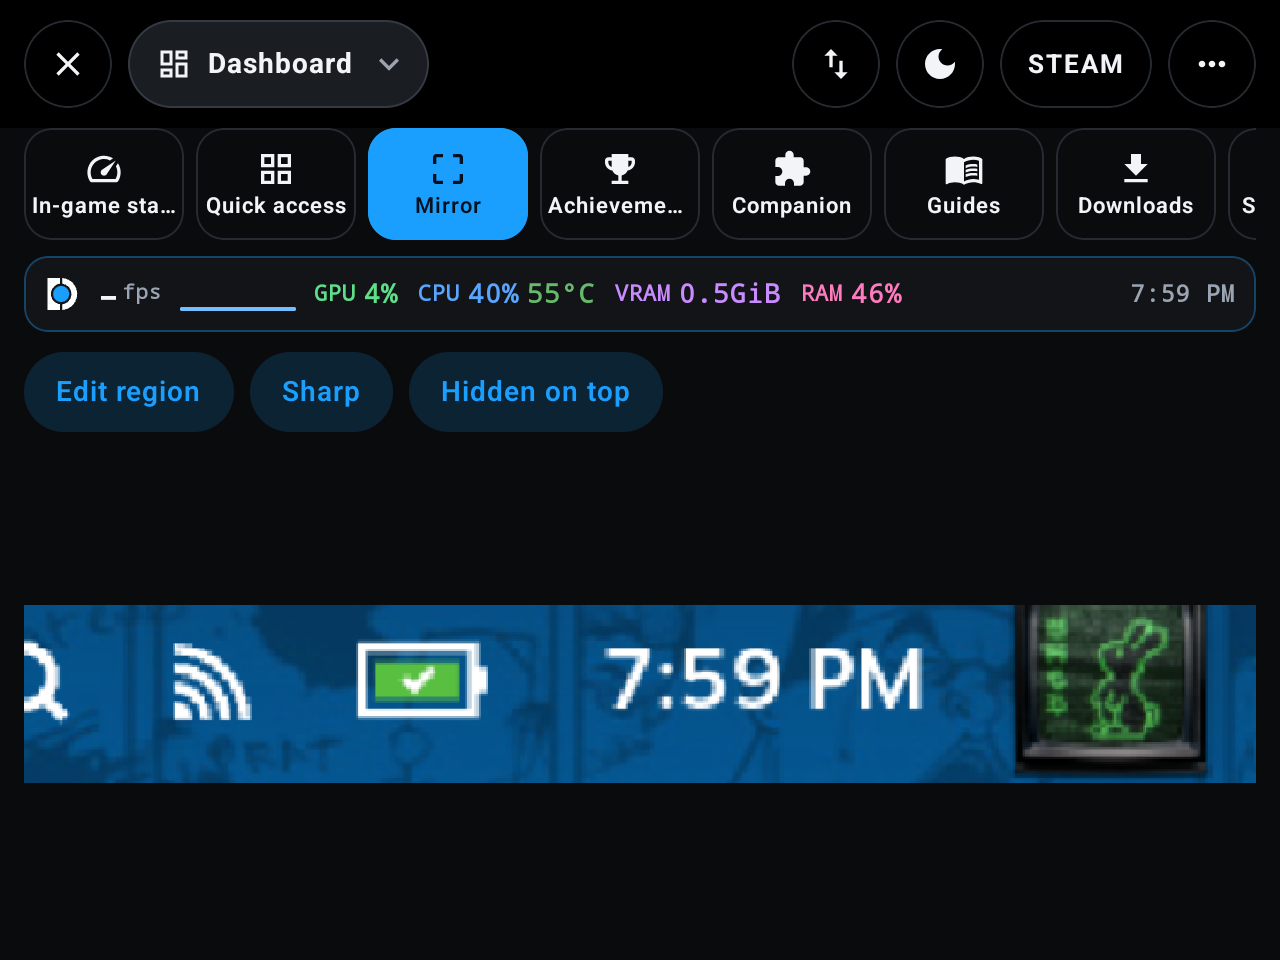 Dashboard
STEAM
In-game sta…
Quick access
Mirror
Achieveme…
Companion
Guides
Downloads
S
fps GPU 4% CPU 40% 55°C VRAM 0.5GiB RAM 46% 7:59 PM
Edit region
Sharp
Hidden on top
7:59 PM